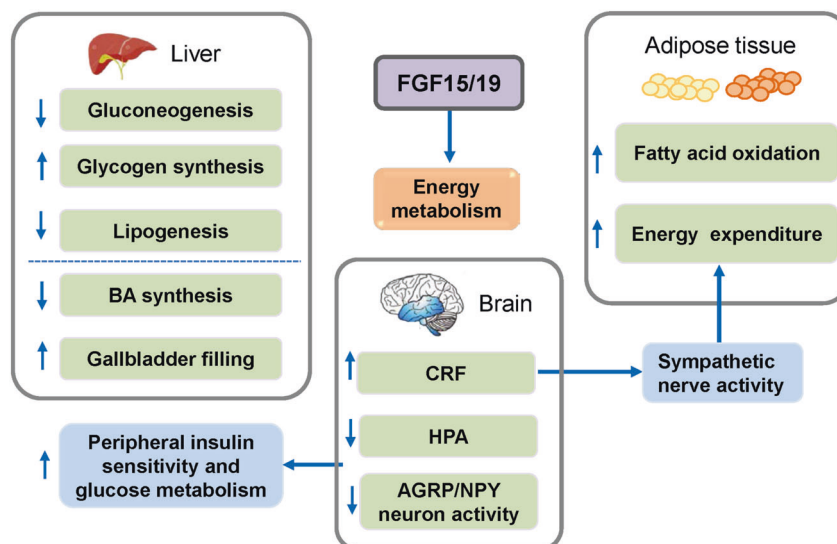 Liver
Gluconeogenesis
Glycogen synthesis
Lipogenesis
BA synthesis
Gallbladder filling
Peripheral insulin
sensitivity and
glucose metabolism
FGF15/19
Energy
metabolism
Brain
CRF
HPA
AGRP/NPY
neuron activity
Adipose tissue
Fatty acid oxidation
Energy expenditure
Sympathetic
nerve activity